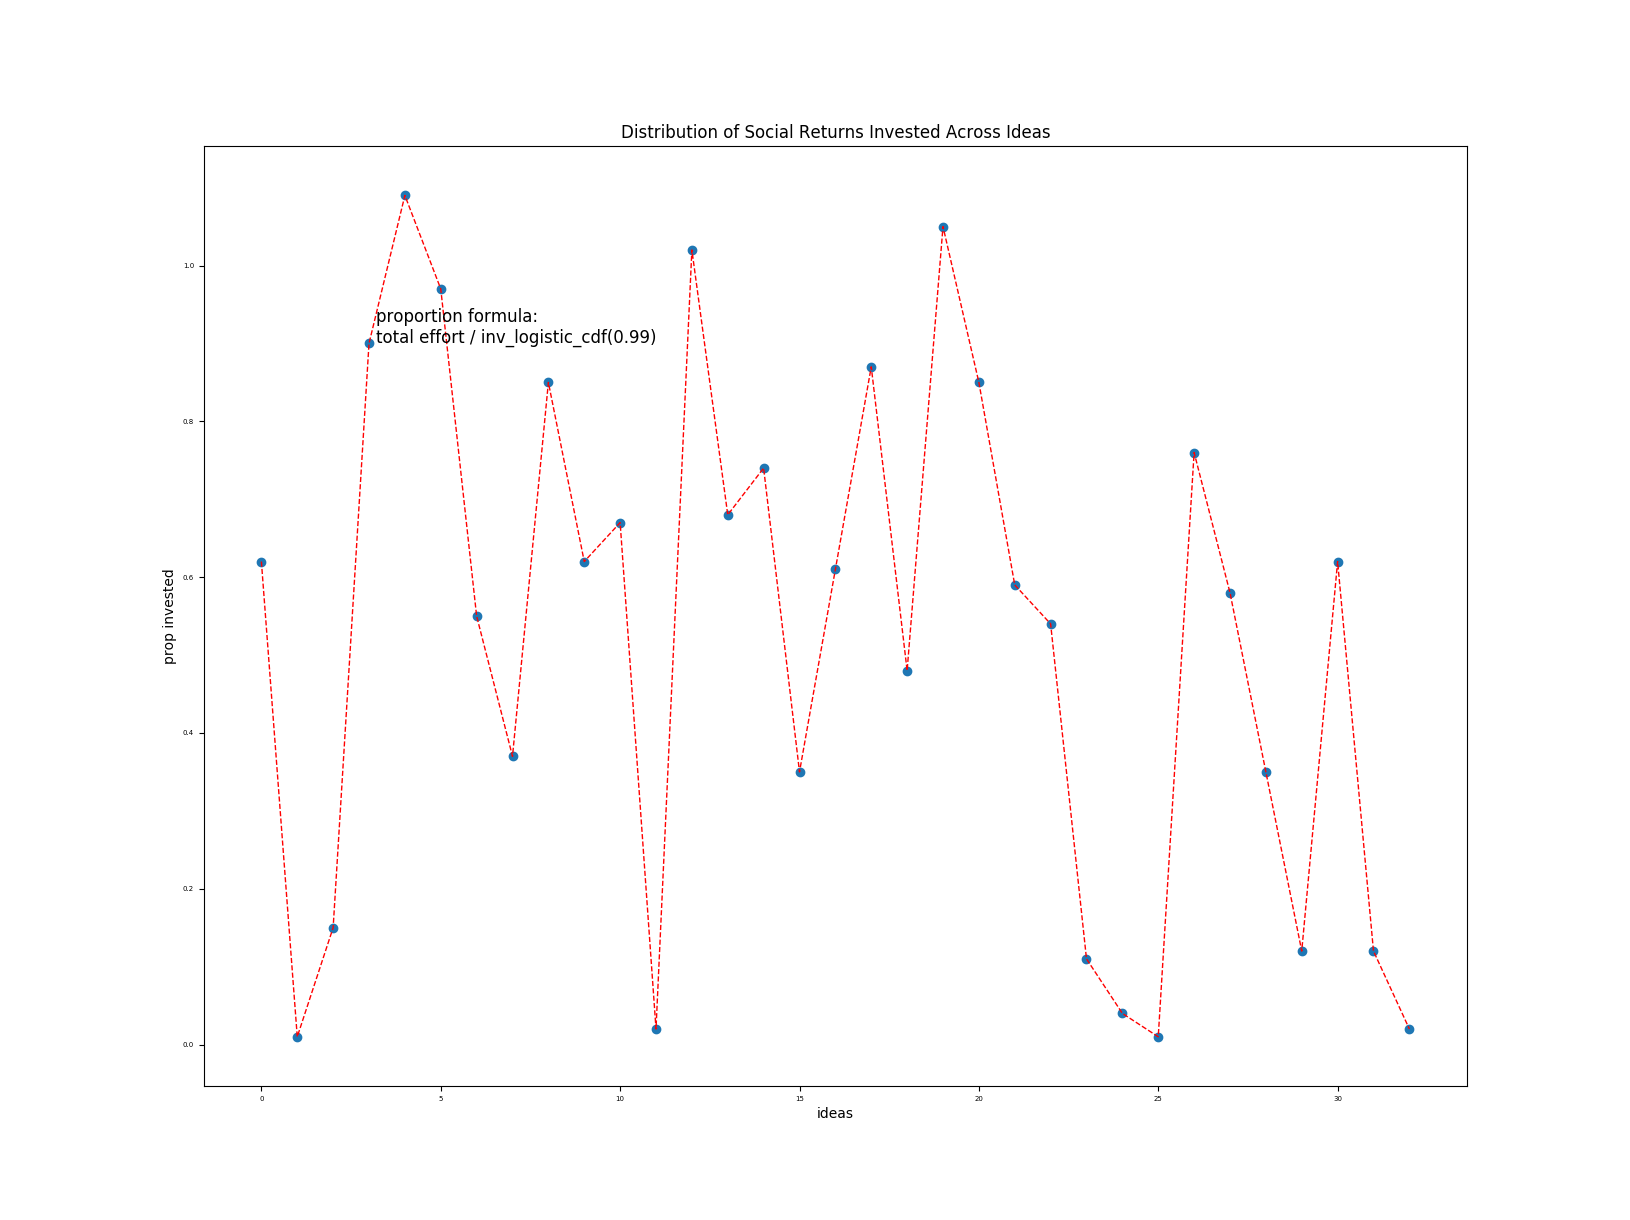 Distribution of Social Returns Invested Across Ideas
proportion formula:
total effort / inv_logistic_cdf(0.99)
prop invested
1.0
0.8
0.6
0.4
0.2
0.0
0 5 10 15 20 25 30
ideas